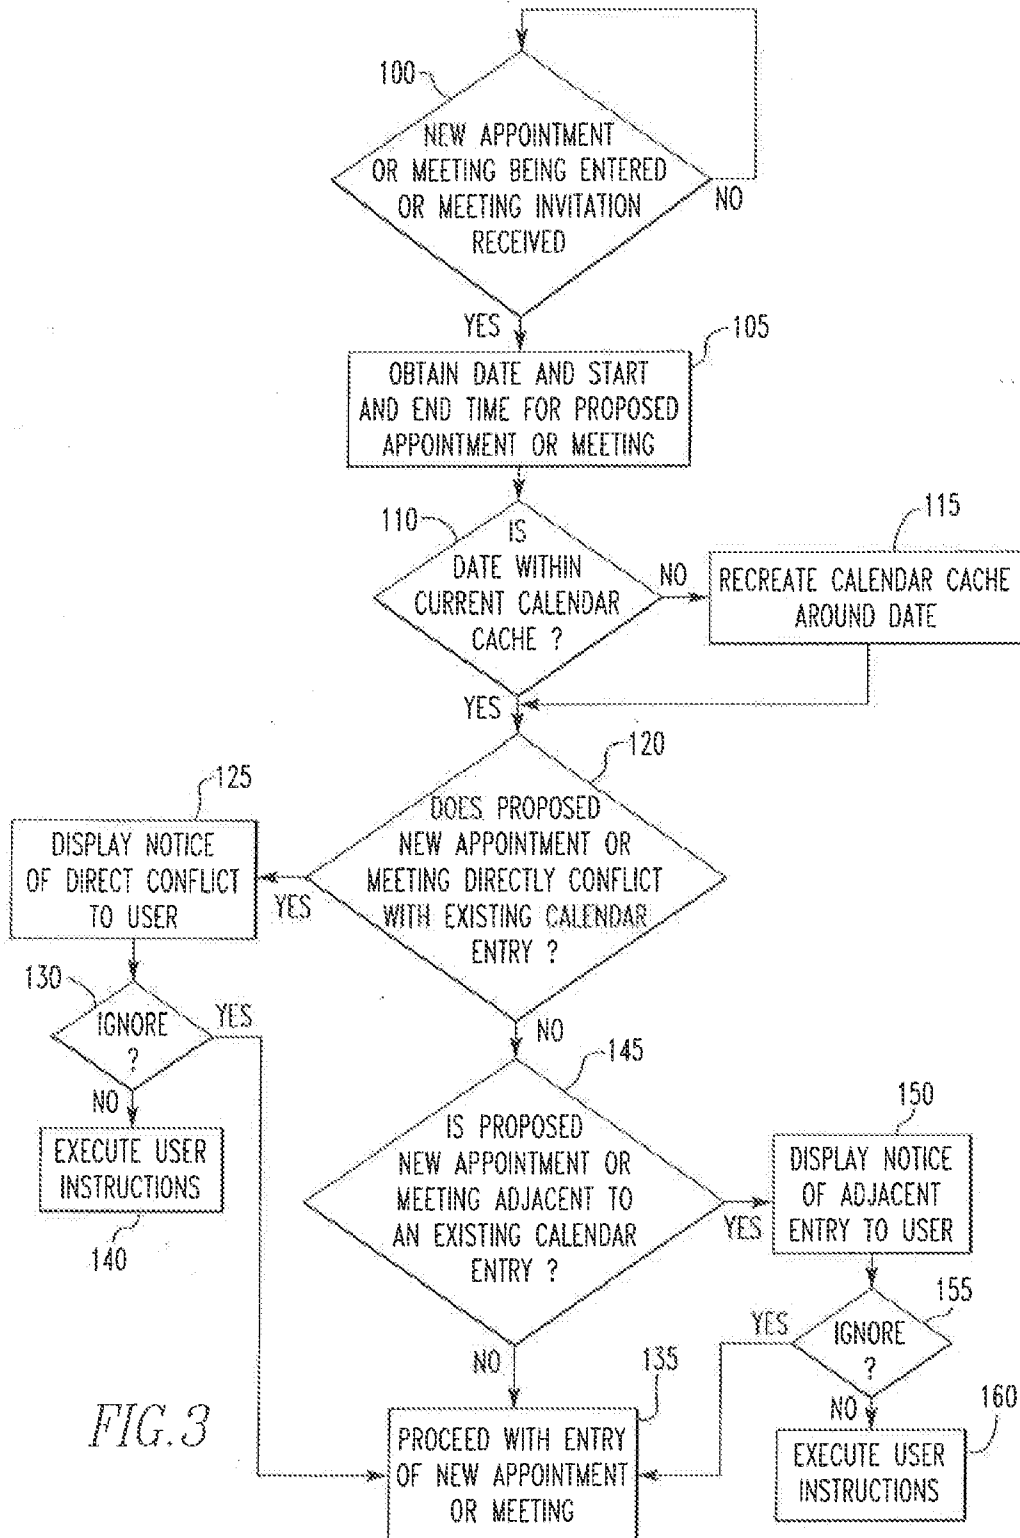 100
NEW APPOINTMENT
OR MEETING BEING ENTERED
OR MEETING INVITATION
RECEIVED
NO
YES
105
OBTAIN DATE AND START
AND END TIME FOR PROPOSED
APPOINTMENT OR MEETING
110
IS
DATE WITHIN
CURRENT CALENDAR
CACHE ?
NO
115
RECREATE CALENDAR CACHE
AROUND DATE
YES
120
DOES PROPOSED
NEW APPOINTMENT OR
MEETING DIRECTLY CONFLICT
WITH EXISTING CALENDAR
ENTRY ?
YES
125
DISPLAY NOTICE
OF DIRECT CONFLICT
TO USER
130
IGNORE
?
YES
NO
EXECUTE USER
INSTRUCTIONS
140
NO
145
IS PROPOSED
NEW APPOINTMENT OR
MEETING ADJACENT TO
AN EXISTING CALENDAR
ENTRY ?
YES
150
DISPLAY NOTICE
OF ADJACENT
ENTRY TO USER
155
IGNORE
?
YES
NO
160
EXECUTE USER
INSTRUCTIONS
NO
135
PROCEED WITH ENTRY
OF NEW APPOINTMENT
OR MEETING
FIG.3